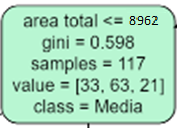 area total <= 8962
gini = 0.598
samples = 117
value = [33, 63, 21]
class = Media